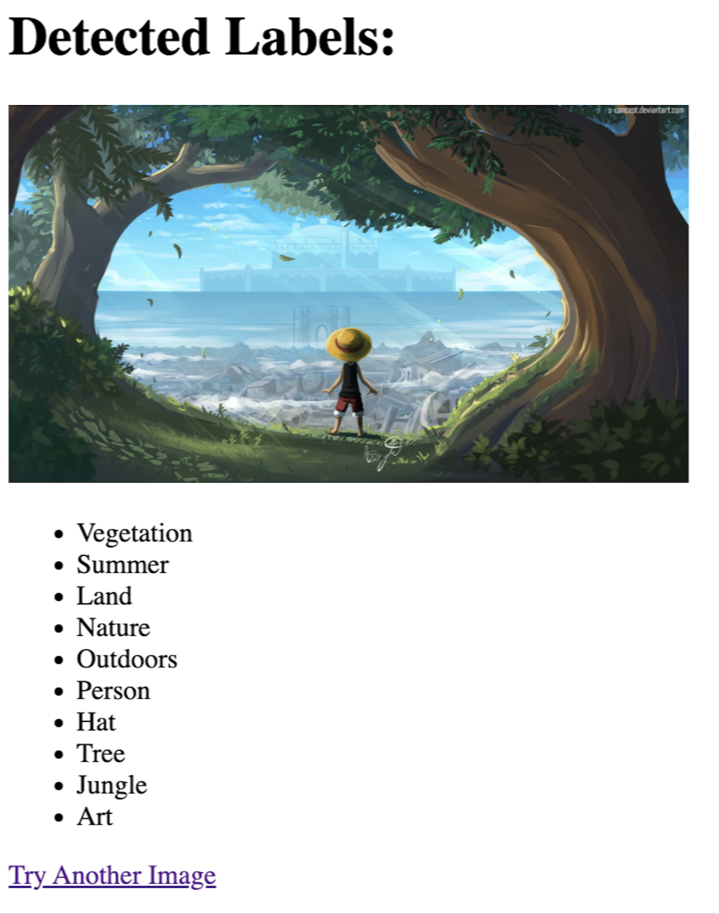 Detected Labels:
s-concept.deviantart.com
Vegetation
Summer
Land
Nature
Outdoors
Person
Hat
Tree
Jungle
Art
Try Another Image